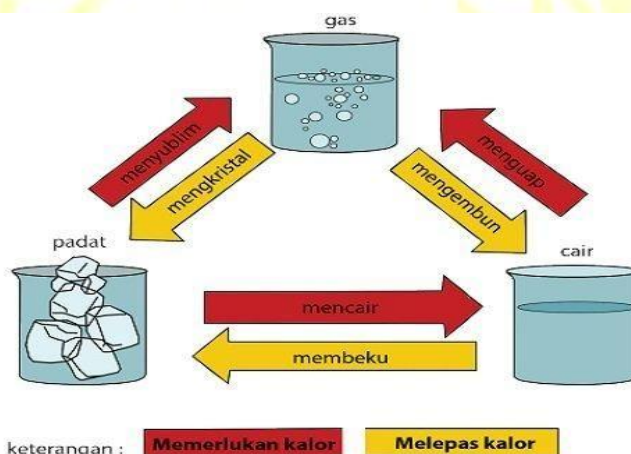 gas
menyublim
mengkristal
menguap
mengembun
padat
cair
mencair
membeku
keterangan : Memerlukan kalor Melepas kalor